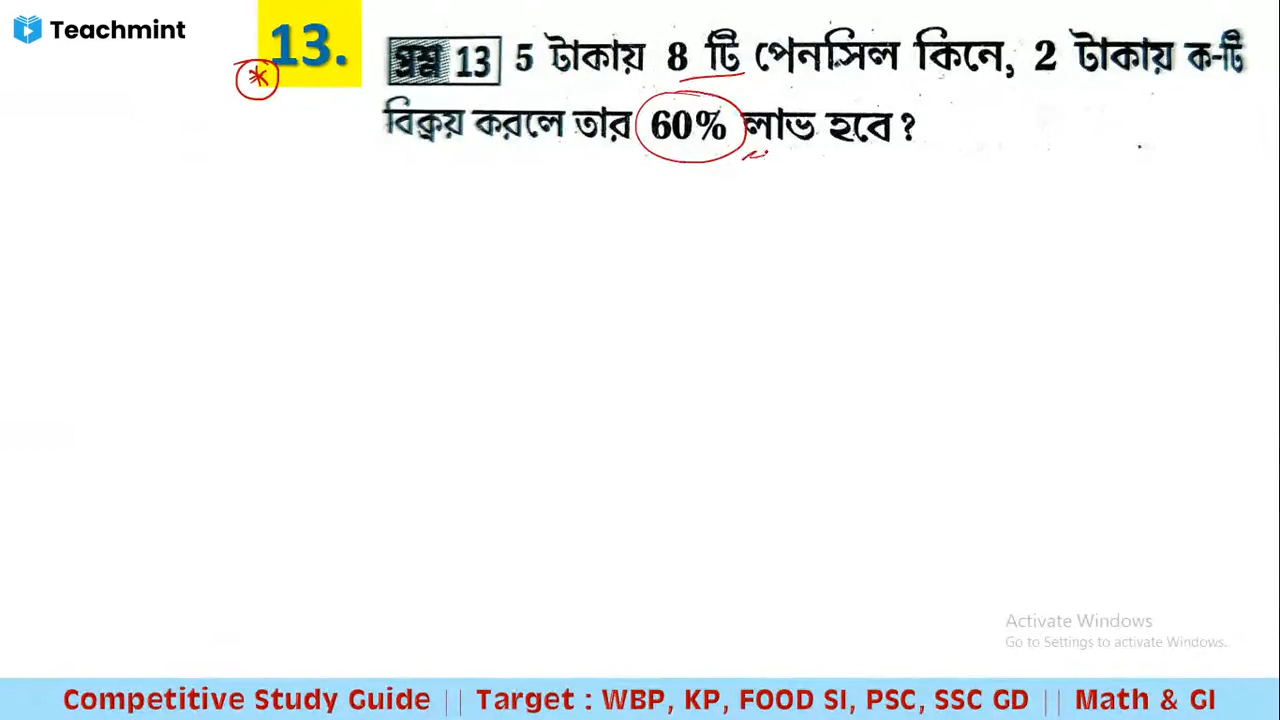 Teachmint
13.
প্রশ্ন 13 5 টাকায় 8 টি পেনসিল কিনে, 2 টাকায় ক-টি
বিক্রয় করলে তার 60% লাভ হবে?
Activate Windows
Go to Settings to activate Windows.
Competitive Study Guide || Target : WBP, KP, FOOD SI, PSC, SSC GD || Math & GI